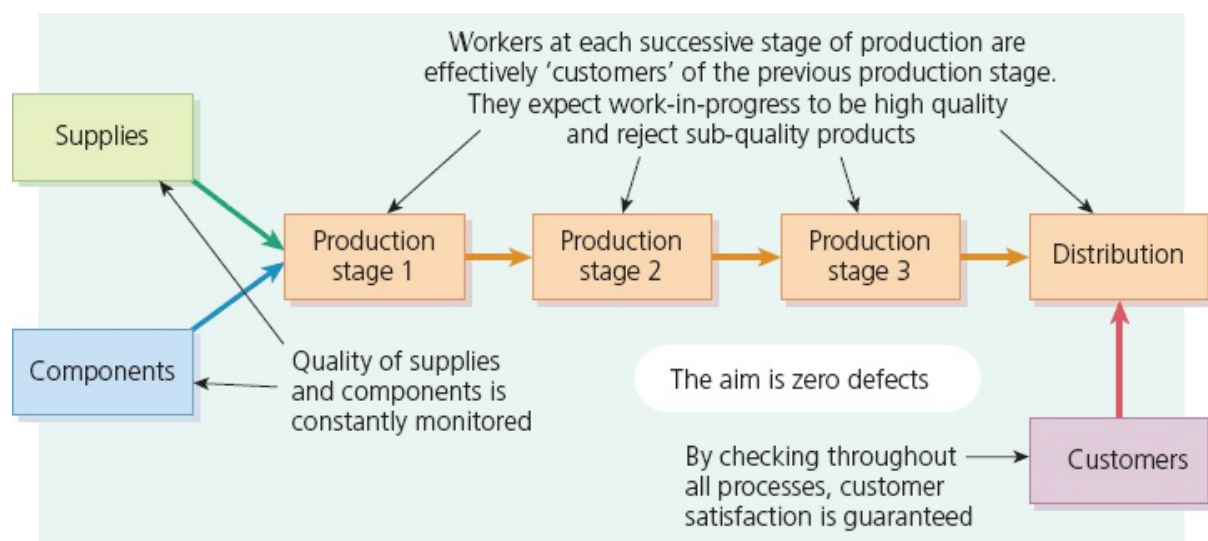 Workers at each successive stage of production are
effectively ‘customers’ of the previous production stage.
They expect work-in-progress to be high quality
and reject sub-quality products
Supplies
Production
stage 1
Production
stage 2
Production
stage 3
Distribution
Components
Quality of supplies
and components is
constantly monitored
The aim is zero defects
By checking throughout
all processes, customer
satisfaction is guaranteed
Customers